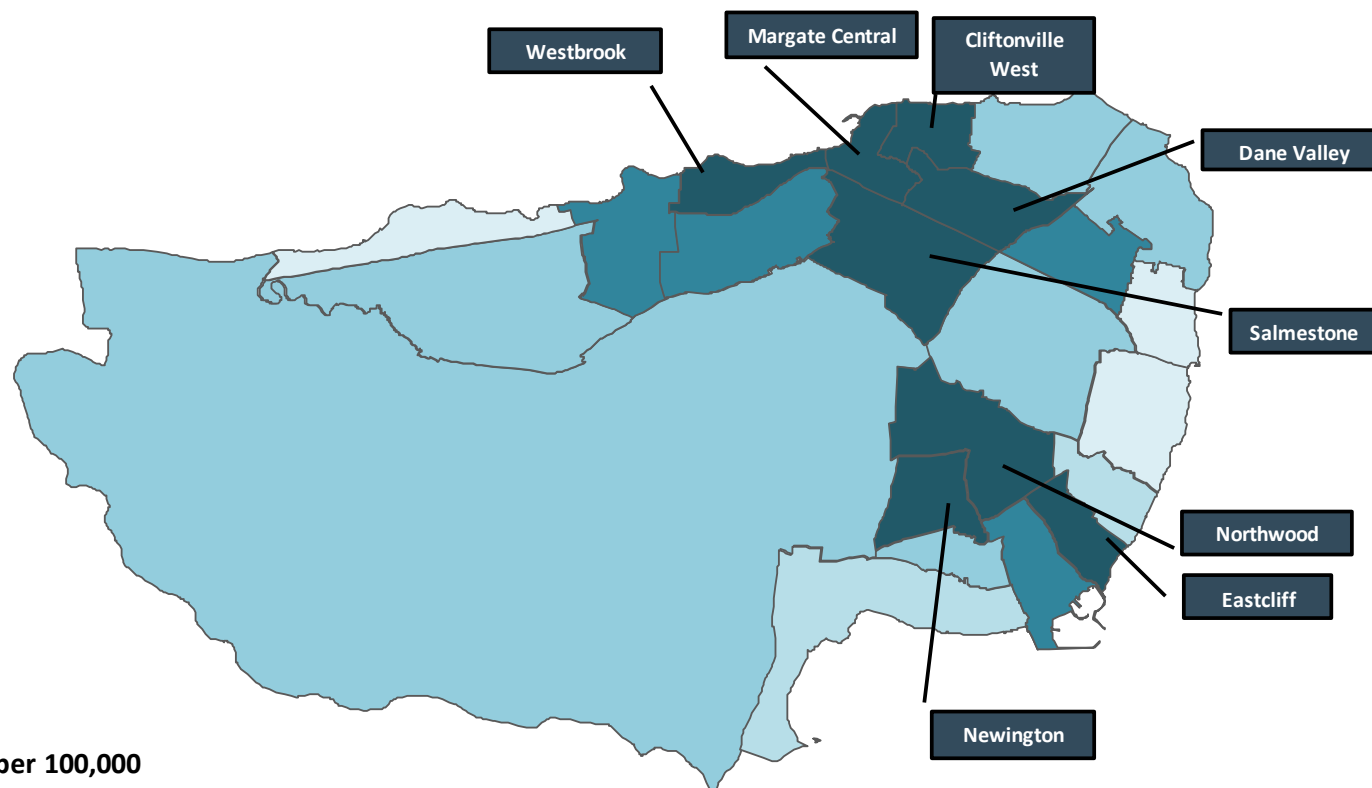 Westbrook
Margate Central
Cliftonville
West
Dane Valley
Salmestone
Northwood
Eastcliff
Newington
per 100,000